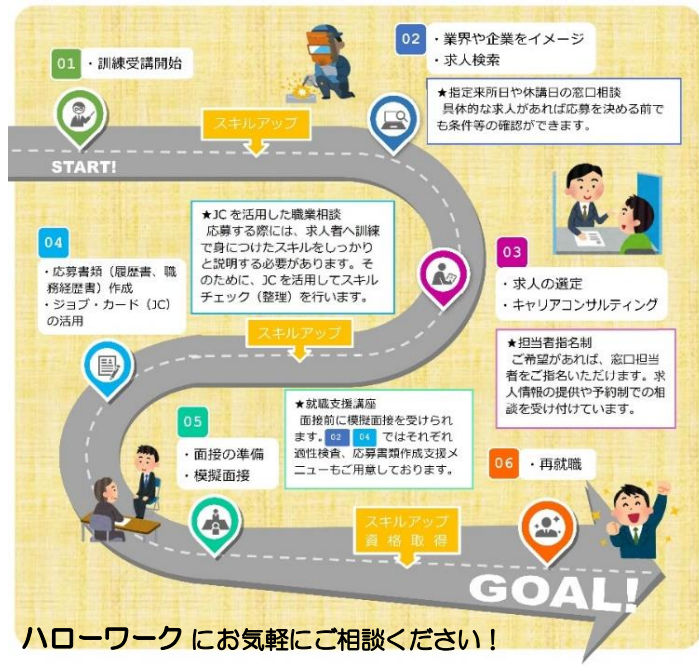 01 ・訓練受講開始
START!
スキルアップ
02 ・業界や企業をイメージ
・求人検索
★指定来所日や休講日の窓口相談
具体的な求人があれば応募を決める前で
も条件等の確認ができます。
03
・求人の選定
・キャリアコンサルティング
★担当者指名制
ご希望があれば、窓口担当
者をご指名いただけます。求
人情報の提供や予約制での相
談を受け付けています。
★JC を活用した職業相談
応募する際には、求人者へ訓練
で身につけたスキルをしっかり
と説明する必要があります。そ
のために、JC を活用してスキル
チェック（整理）を行います。
スキルアップ
04
・応募書類（履歴書、職
務経歴書）作成
・ジョブ・カード（JC）
の活用
05
・面接の準備
・模擬面接
★就職支援講座
面接前に模擬面接を受けられ
ます。02 04 ではそれぞれ
適性検査、応募書類作成支援メ
ニューもご用意しております。
スキルアップ
資格取得
06 ・再就職
GOAL!
ハローワーク にお気軽にご相談ください！